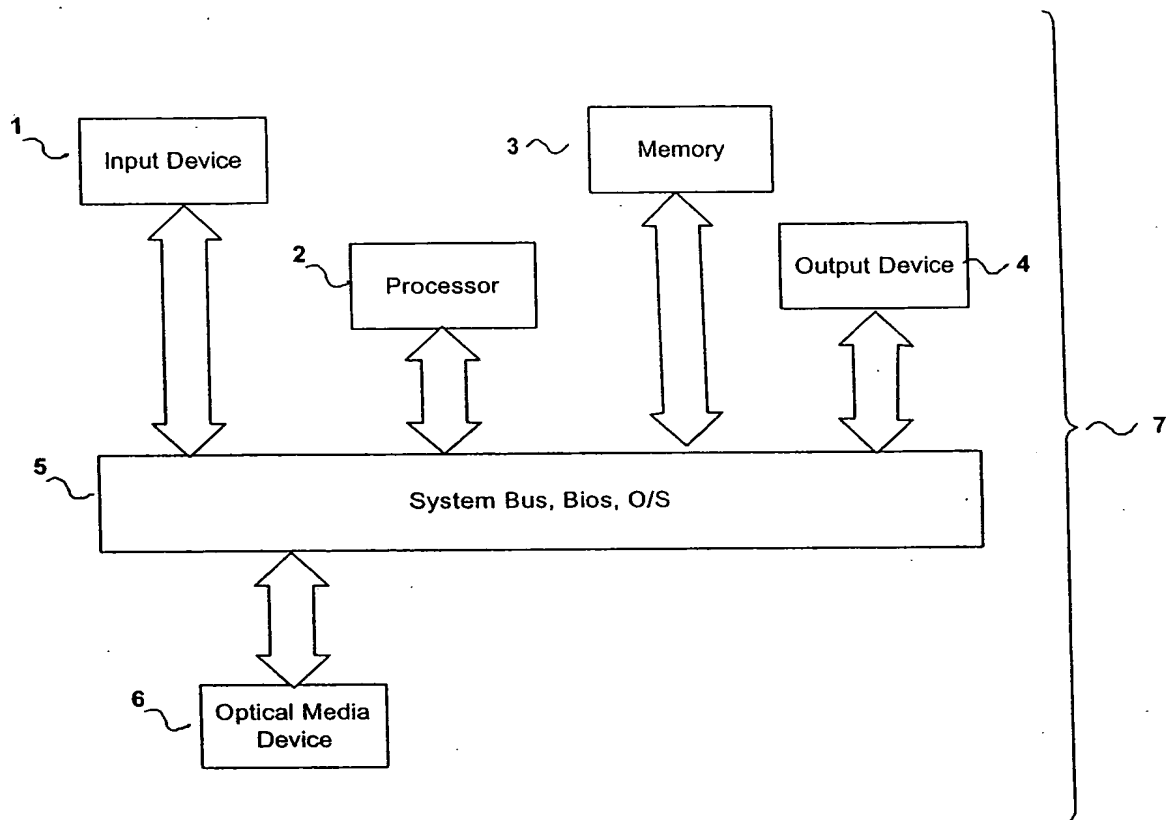 1
Input Device
3
Memory
2
Processor
Output Device
4
7
5
System Bus, Bios, O/S
6
Optical Media
Device